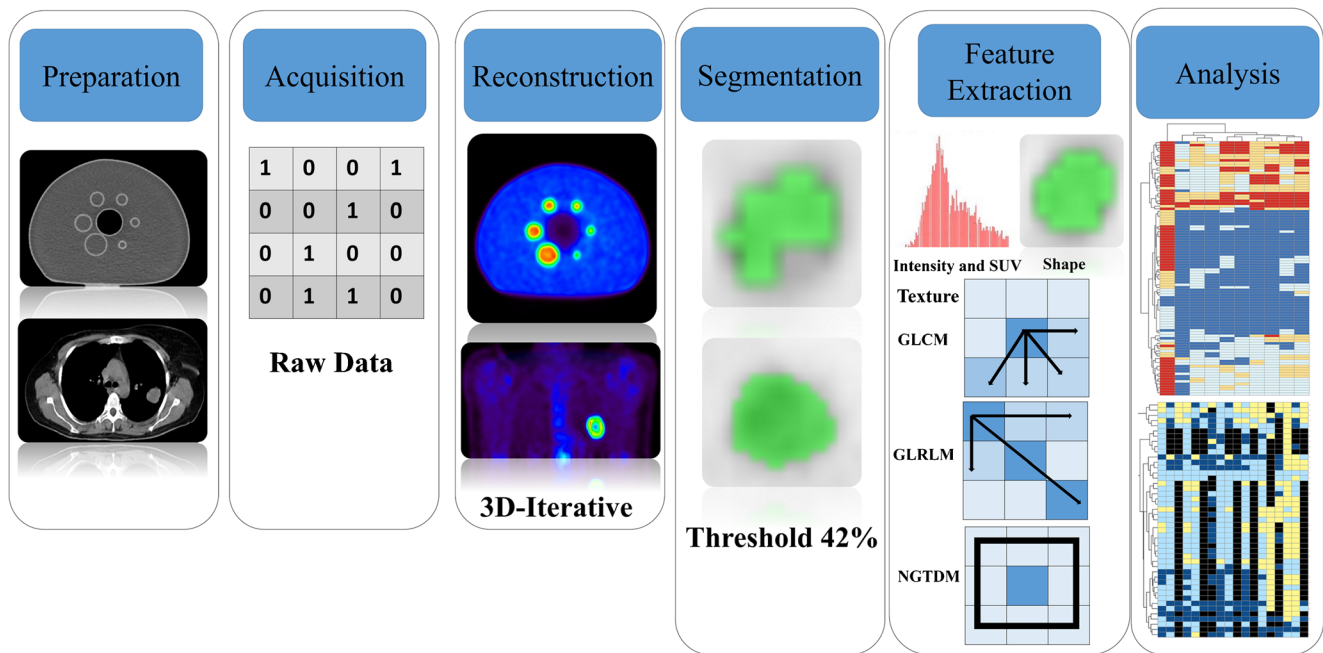 Preparation
Acquisition
Reconstruction
Segmentation
Feature
Extraction
Analysis
1 0 0 1
0 0 1 0
0 1 0 0
0 1 1 0
Raw Data
3D-Iterative
Threshold 42%
Intensity and SUV
Shape
Texture
GLCM
GLRLM
NGTDM